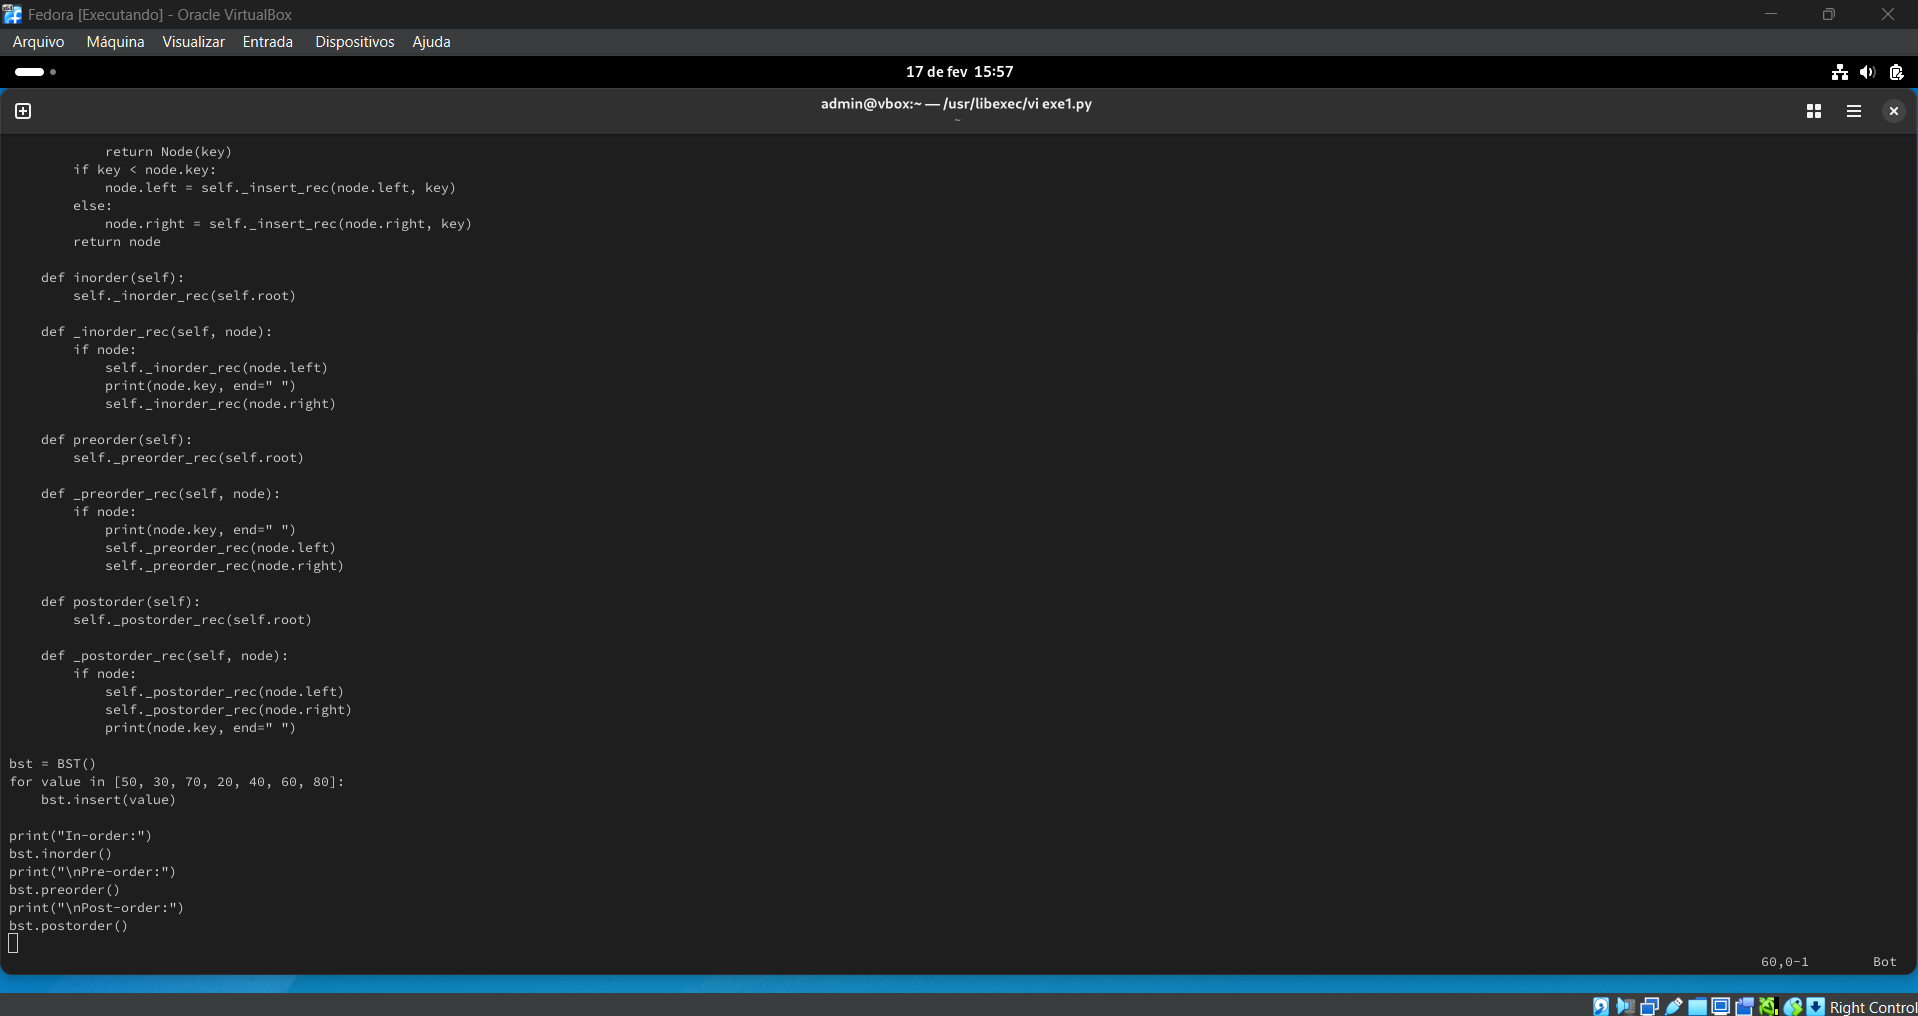 Fedora [Executando] - Oracle VirtualBox
Arquivo Máquina Visualizar Entrada Dispositivos Ajuda
17 de fev 15:57
admin@vbox:~ — /usr/libexec/vi exe1.py
~
            return Node(key)
        if key < node.key:
            node.left = self._insert_rec(node.left, key)
        else:
            node.right = self._insert_rec(node.right, key)
        return node

    def inorder(self):
        self._inorder_rec(self.root)

    def _inorder_rec(self, node):
        if node:
            self._inorder_rec(node.left)
            print(node.key, end=" ")
            self._inorder_rec(node.right)

    def preorder(self):
        self._preorder_rec(self.root)

    def _preorder_rec(self, node):
        if node:
            print(node.key, end=" ")
            self._preorder_rec(node.left)
            self._preorder_rec(node.right)

    def postorder(self):
        self._postorder_rec(self.root)

    def _postorder_rec(self, node):
        if node:
            self._postorder_rec(node.left)
            self._postorder_rec(node.right)
            print(node.key, end=" ")

bst = BST()
for value in [50, 30, 70, 20, 40, 60, 80]:
    bst.insert(value)

print("In-order:")
bst.inorder()
print("\nPre-order:")
bst.preorder()
print("\nPost-order:")
bst.postorder()
60,0-1 Bot
Right Control